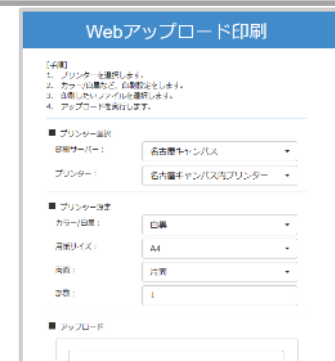 Webアップロード印刷
[手順]
1. プリンターを選択します。
2. カラー/白黒など、印刷設定をします。
3. 印刷したいファイルを選択します。
4. アップロードを実行します。
■ プリンター選択
印刷サーバー：
名古屋キャンパス
プリンター：
名古屋キャンパス内プリンター
■ プリンター設定
カラー/白黒：
白黒
用紙サイズ：
A4
両面：
片面
部数：
1
■ アップロード